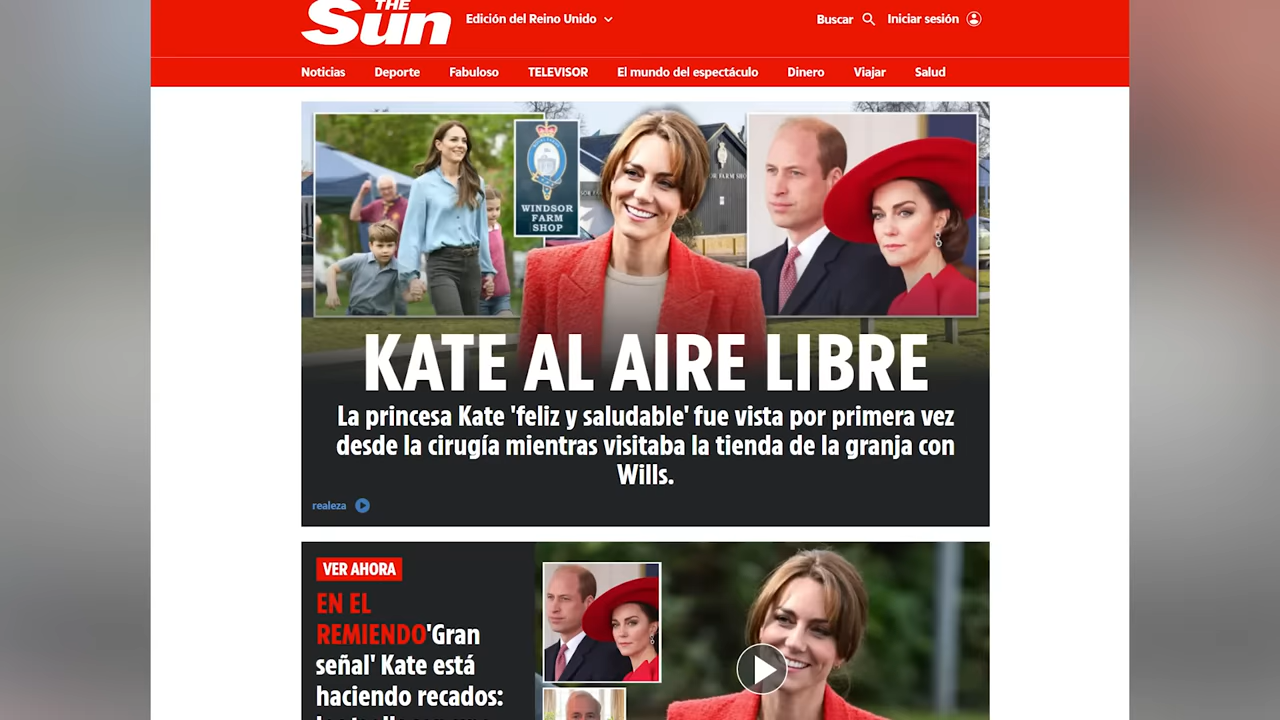 THE
Sun
Edición del Reino Unido
Buscar
Iniciar sesión
Noticias
Deporte
Fabuloso
TELEVISOR
El mundo del espectáculo
Dinero
Viajar
Salud
WINDSOR
FARM
SHOP
KATE AL AIRE LIBRE
La princesa Kate 'feliz y saludable' fue vista por primera vez
desde la cirugía mientras visitaba la tienda de la granja con
Wills.
realeza
VER AHORA
EN EL
REMIENDO'Gran
señal' Kate está
haciendo recados: